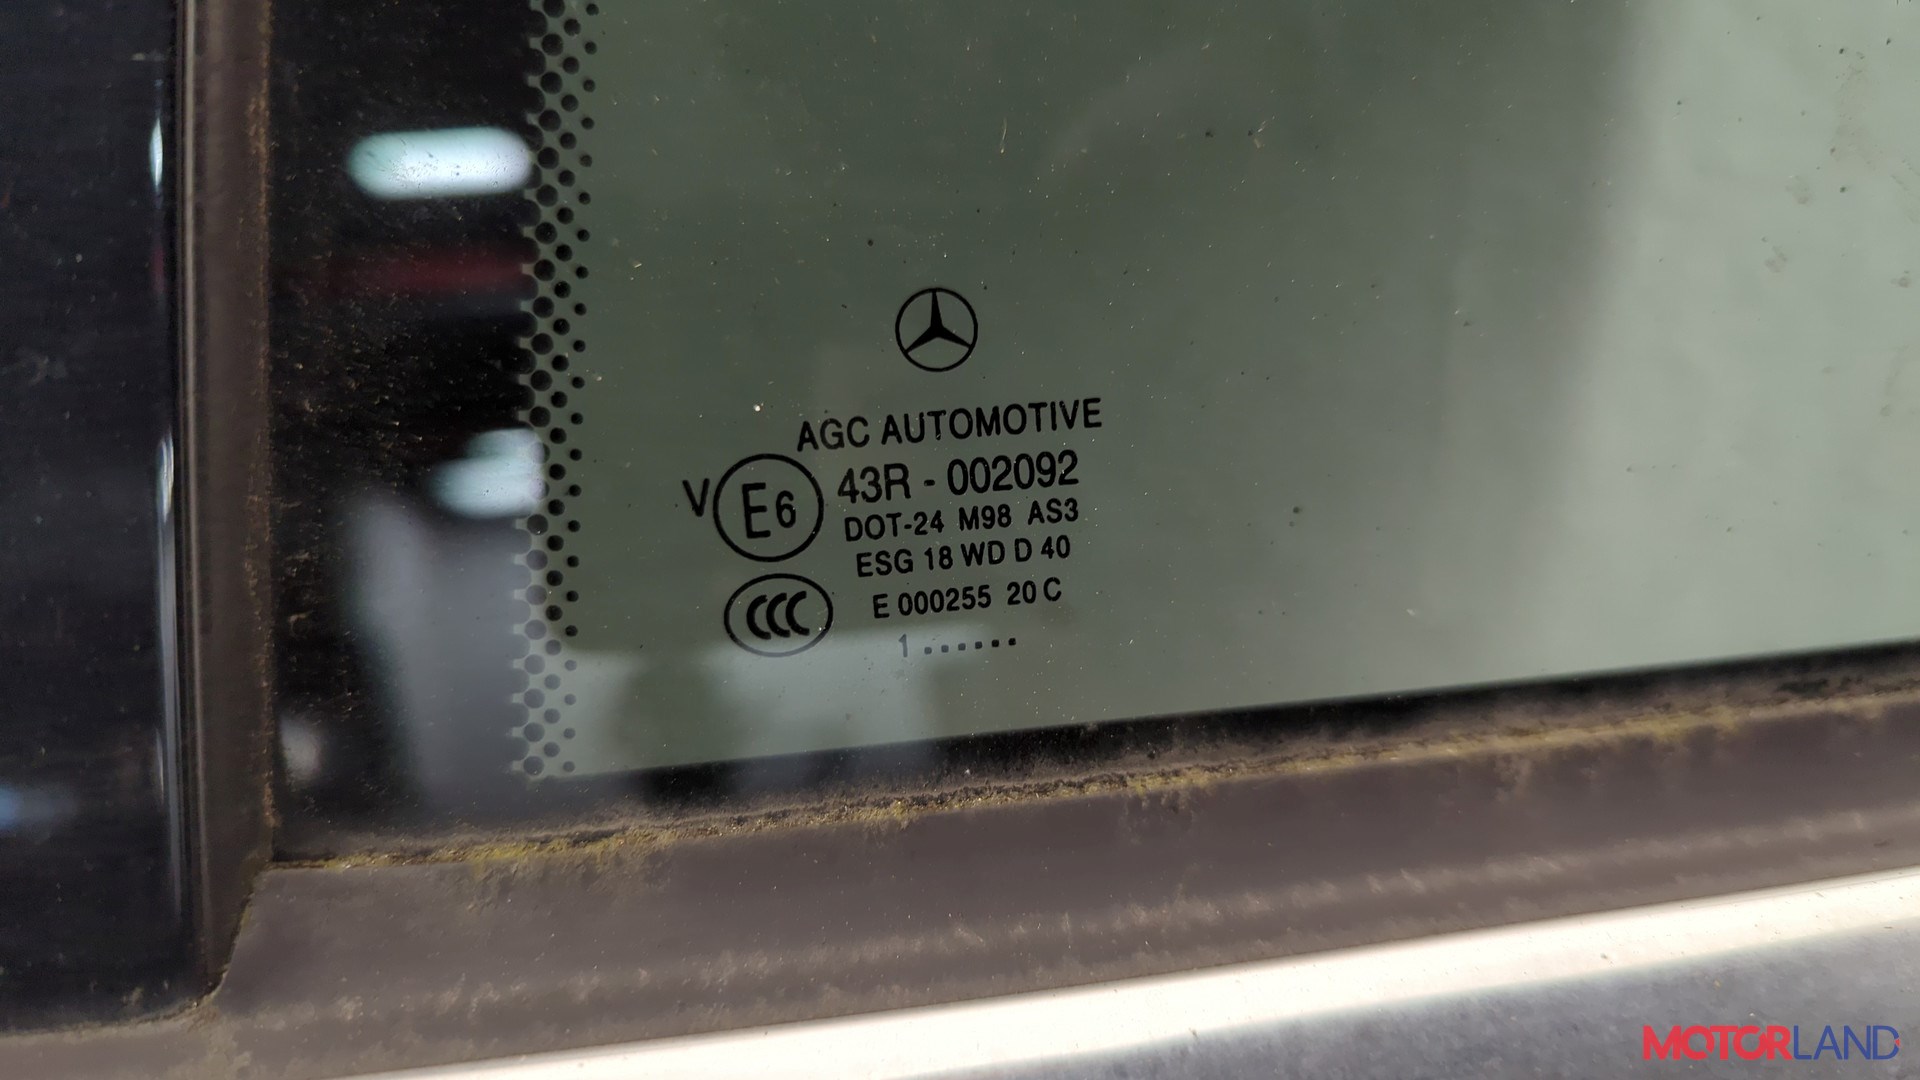 AGC AUTOMOTIVE
V E6 43R - 002092
DOT-24 M98 AS3
ESG 18 WD D 40
CCC E 000255 20 C
1 ......
MOTORLAND